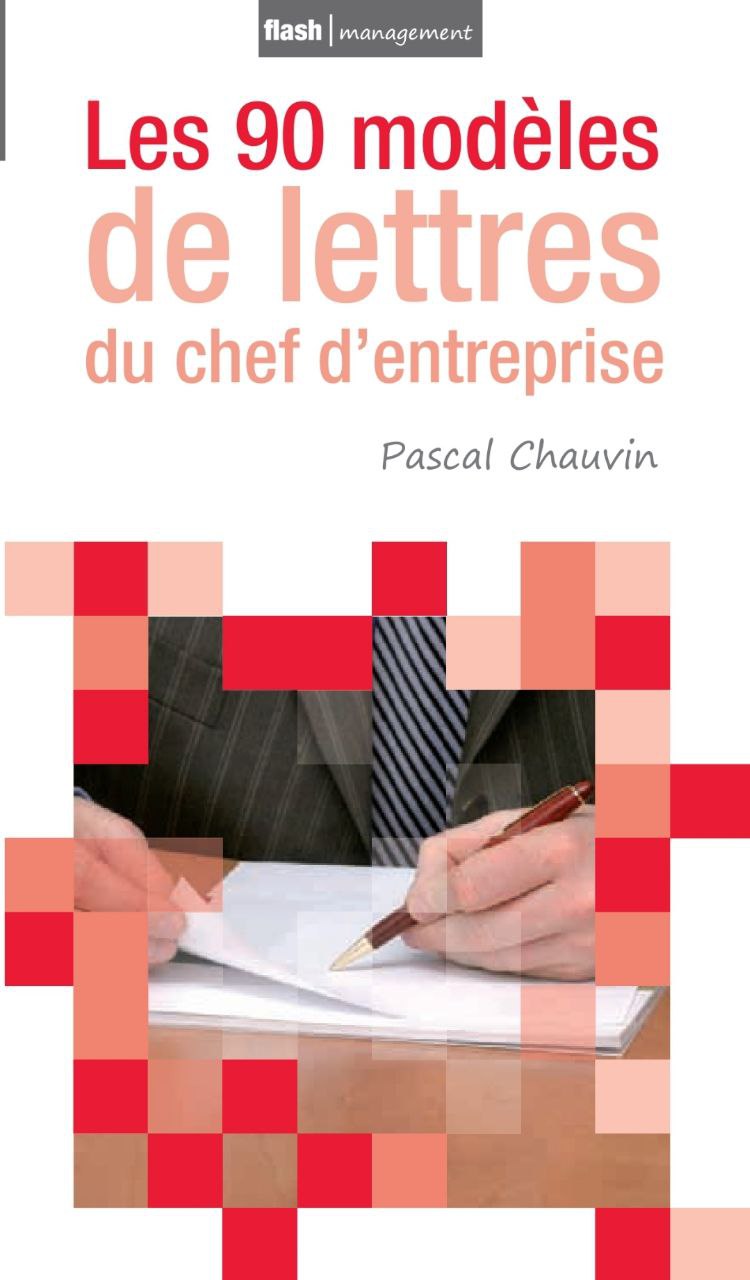 flash | management
Les 90 modèles
de lettres
du chef d'entreprise
Pascal Chauvin